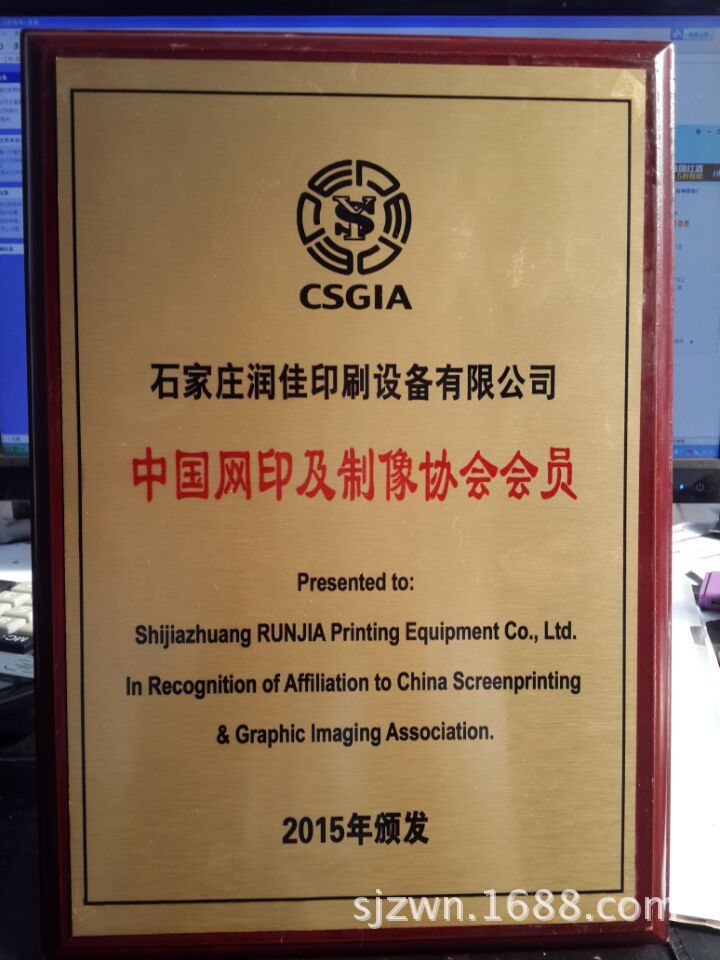 CSGIA
石家庄润佳印刷设备有限公司
中国网印及制像协会会员
Presented to:
Shijiazhuang RUNJIA Printing Equipment Co., Ltd.
In Recognition of Affiliation to China Screenprinting
& Graphic Imaging Association.
2015年颁发
sjzwn.1688.com